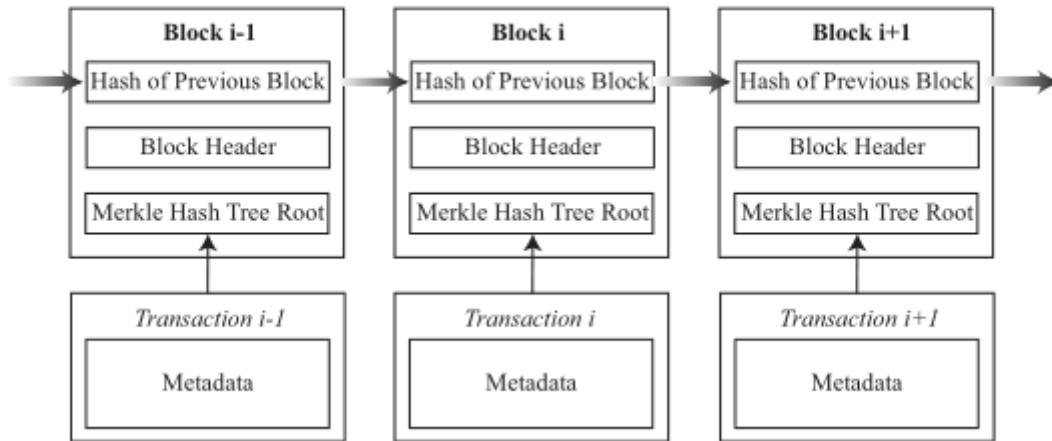 Block i-1
Block i
Block i+1
Hash of Previous Block
Hash of Previous Block
Hash of Previous Block
Block Header
Block Header
Block Header
Merkle Hash Tree Root
Merkle Hash Tree Root
Merkle Hash Tree Root
Transaction i-1
Transaction i
Transaction i+1
Metadata
Metadata
Metadata